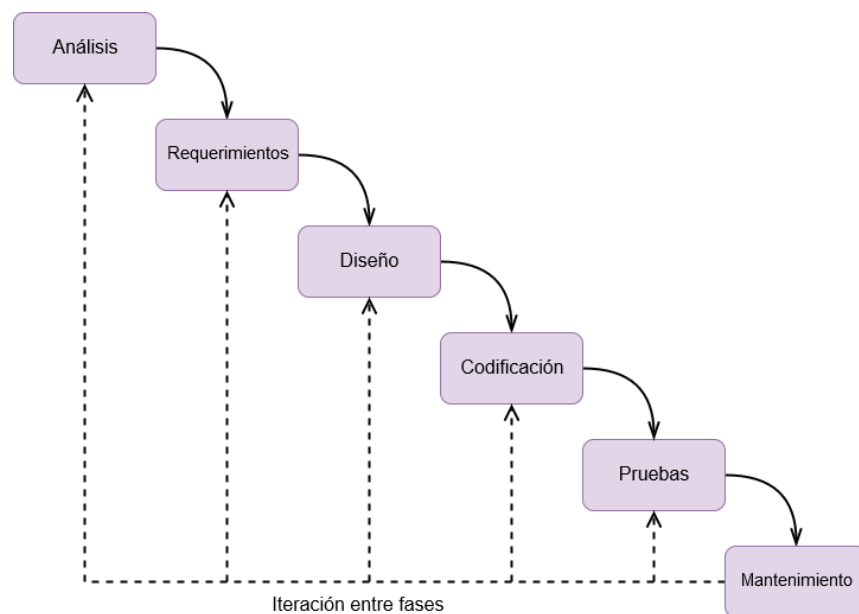 Análisis
Requerimientos
Diseño
Codificación
Pruebas
Mantenimiento
Iteración entre fases